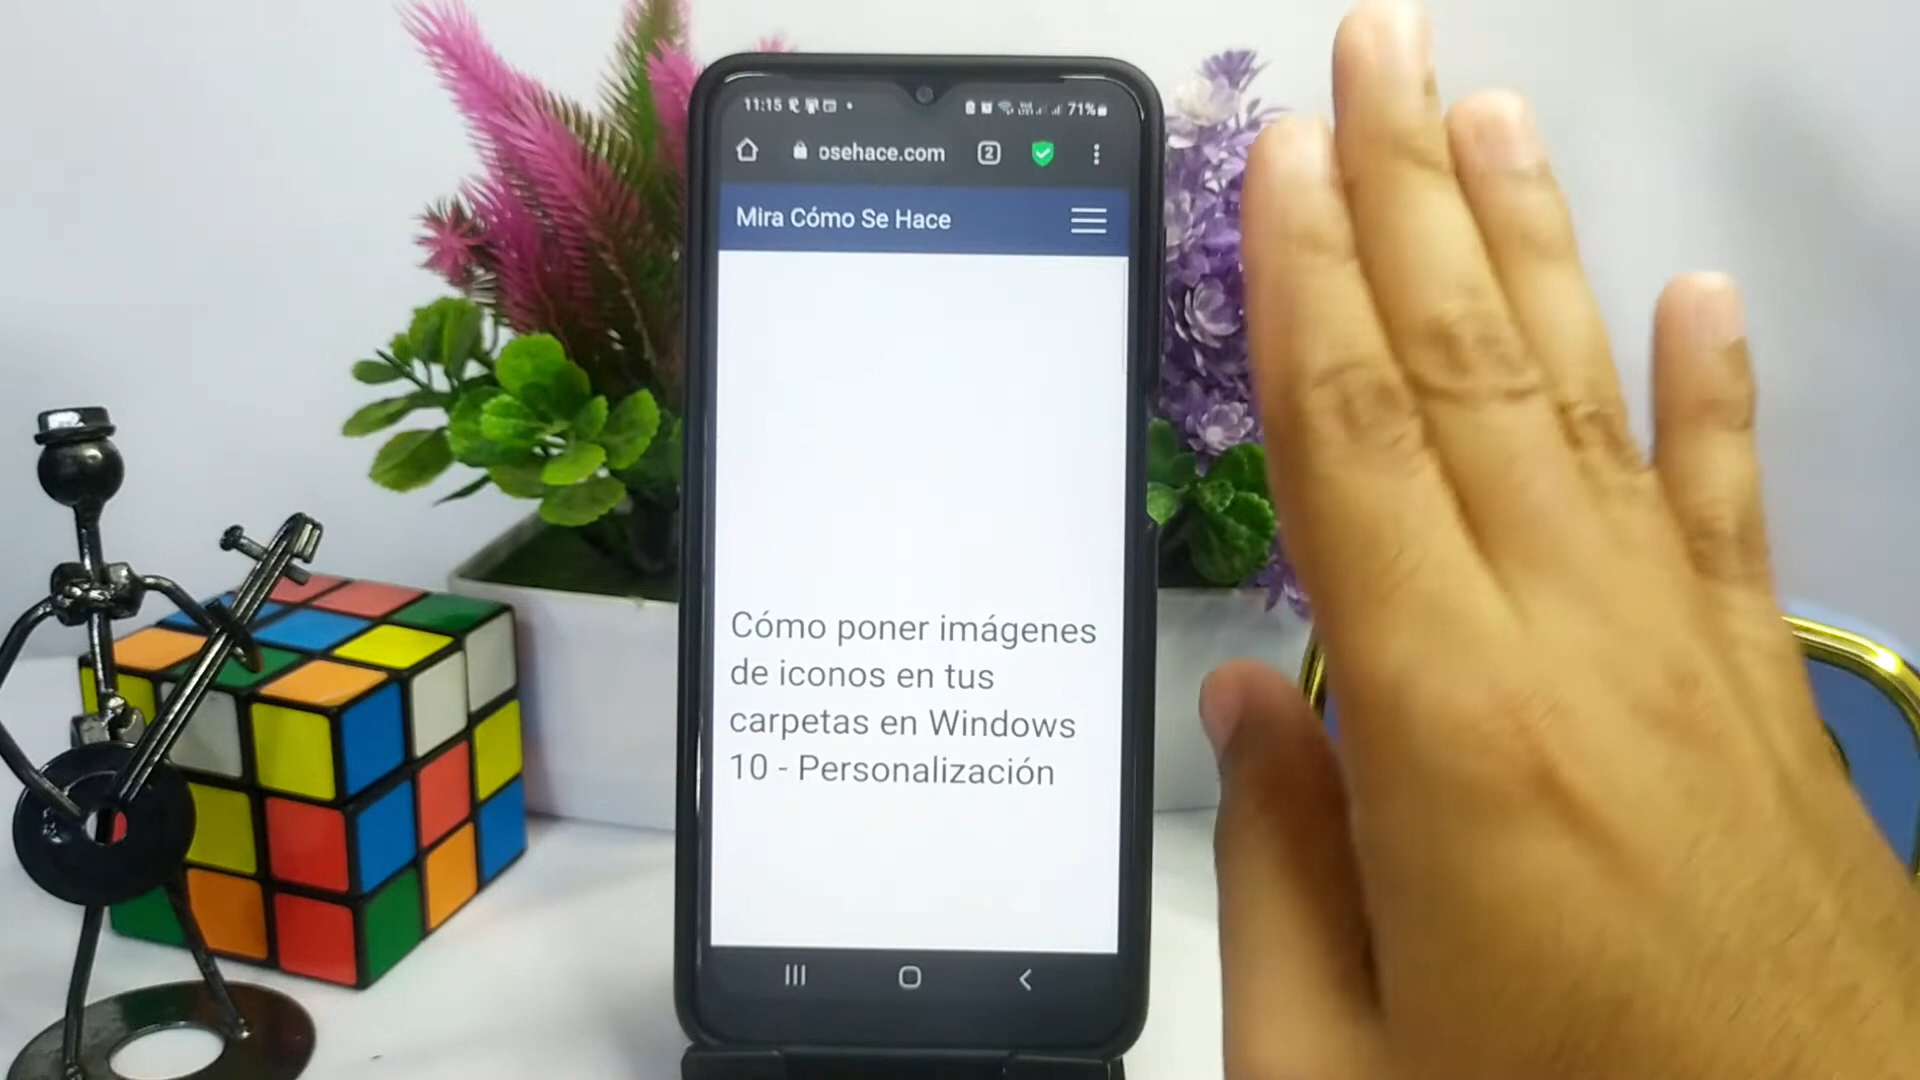 11:15
71%
osehace.com
2
Mira Cómo Se Hace
Cómo poner imágenes
de iconos en tus
carpetas en Windows
10 - Personalización